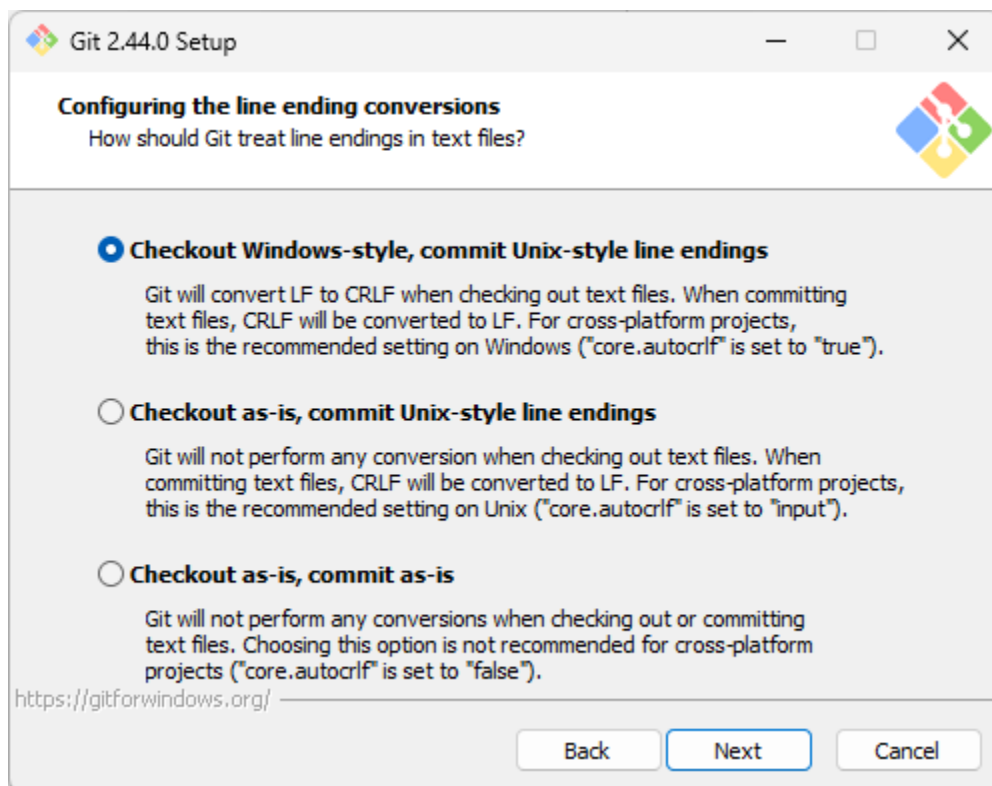 Git 2.44.0 Setup
Configuring the line ending conversions
How should Git treat line endings in text files?
Checkout Windows-style, commit Unix-style line endings
Git will convert LF to CRLF when checking out text files. When committing
text files, CRLF will be converted to LF. For cross-platform projects,
this is the recommended setting on Windows ("core.autocrlf" is set to "true").
Checkout as-is, commit Unix-style line endings
Git will not perform any conversion when checking out text files. When
committing text files, CRLF will be converted to LF. For cross-platform projects,
this is the recommended setting on Unix ("core.autocrlf" is set to "input").
Checkout as-is, commit as-is
Git will not perform any conversions when checking out or committing
text files. Choosing this option is not recommended for cross-platform
projects ("core.autocrlf" is set to "false").
https://gitforwindows.org/
Back Next Cancel